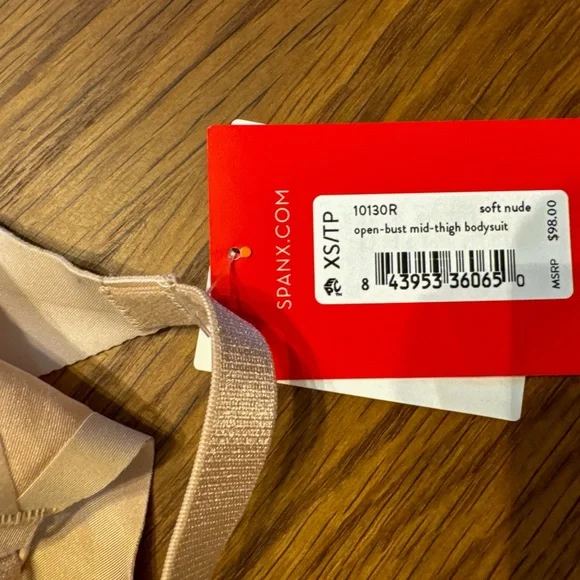 SPANX.COM
XS/TP
10130R soft nude
open-bust mid-thigh bodysuit
8 43953 36065 0
MSRP $98.00